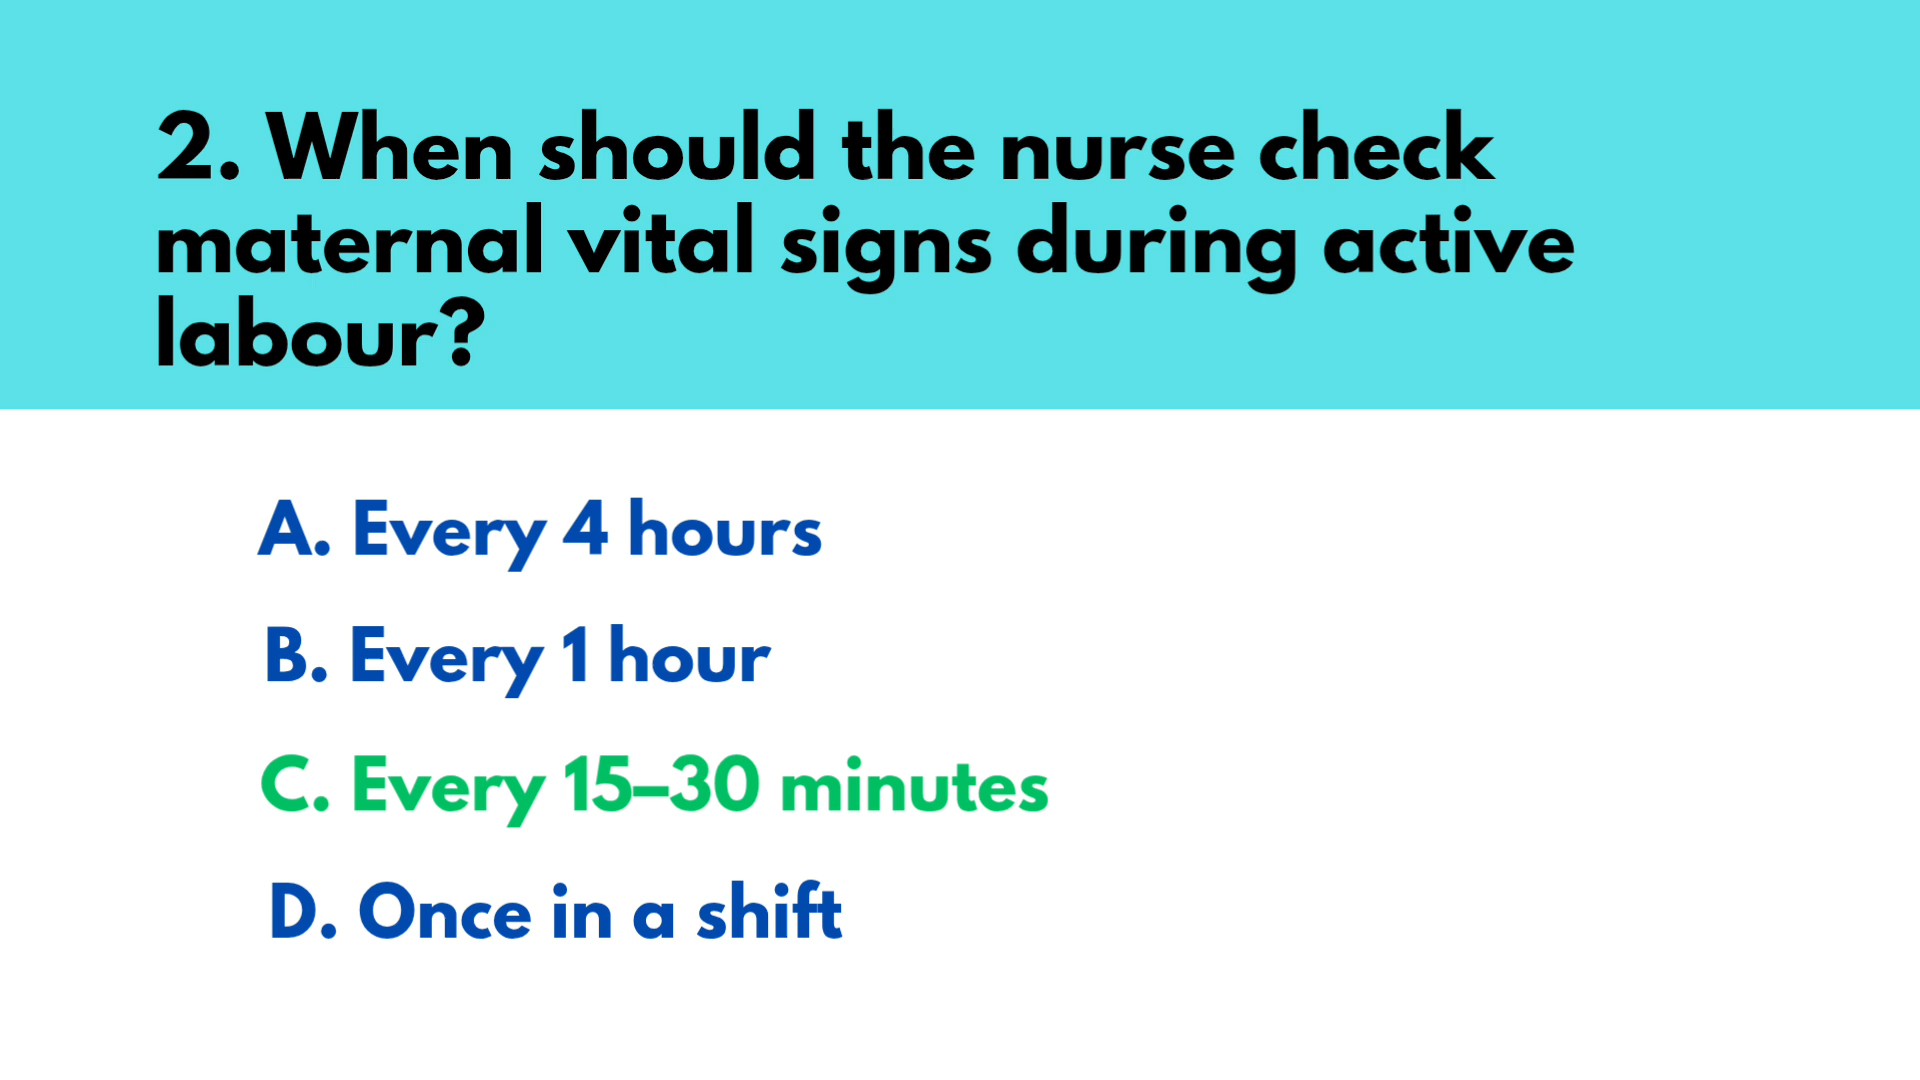 2. When should the nurse check
maternal vital signs during active
labour?
A. Every 4 hours
B. Every 1 hour
C. Every 15–30 minutes
D. Once in a shift